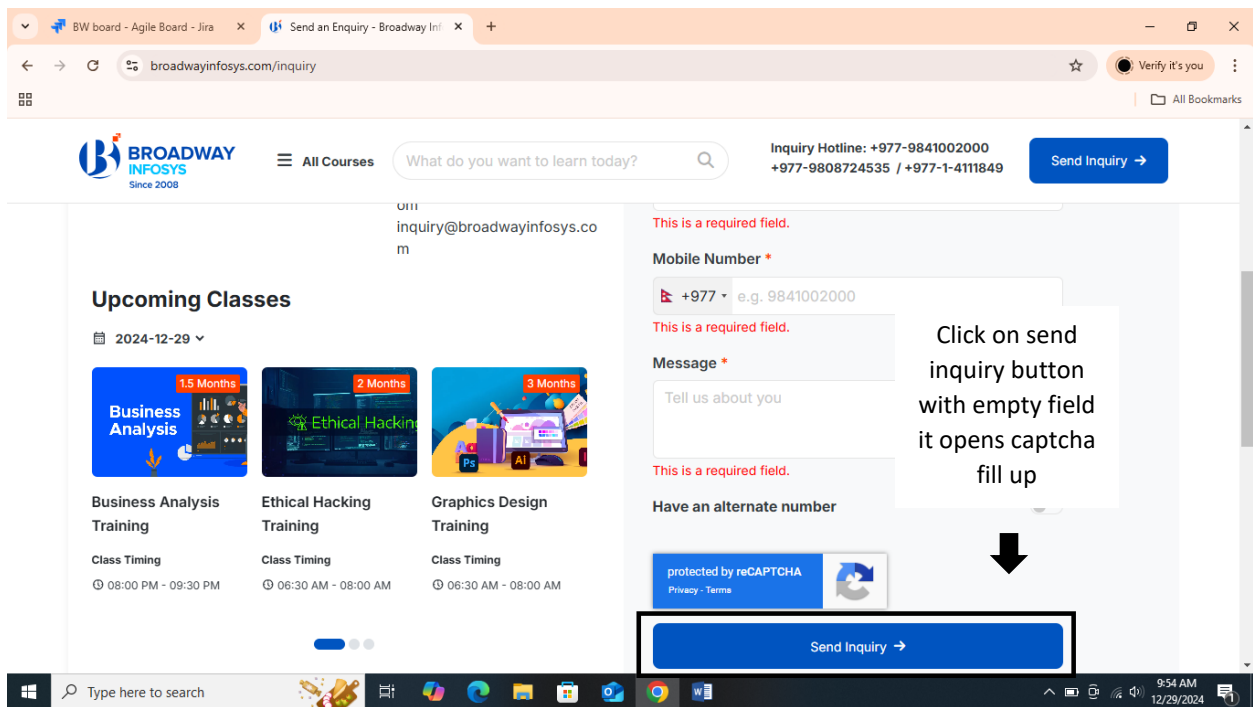 BW board - Agile Board - Jira
Send an Enquiry - Broadway Inf
broadwayinfosys.com/inquiry
Verify it's you
All Bookmarks
BROADWAY
INFOSYS
Since 2008
All Courses
What do you want to learn today?
Inquiry Hotline: +977-9841002000
+977-9808724535 / +977-1-4111849
Send Inquiry →
om
inquiry@broadwayinfosys.co
m
Upcoming Classes
2024-12-29
1.5 Months
Business
Analysis
Business Analysis
Training
Class Timing
08:00 PM - 09:30 PM
2 Months
Ethical Hacking
Ethical Hacking
Training
Class Timing
06:30 AM - 08:00 AM
3 Months
Ps
Ai
Graphics Design
Training
Class Timing
06:30 AM - 08:00 AM
This is a required field.
Mobile Number *
+977
e.g. 9841002000
This is a required field.
Message *
Tell us about you
This is a required field.
Have an alternate number
protected by reCAPTCHA
Privacy - Terms
Send Inquiry →
Click on send
inquiry button
with empty field
it opens captcha
fill up
Type here to search
9:54 AM
12/29/2024